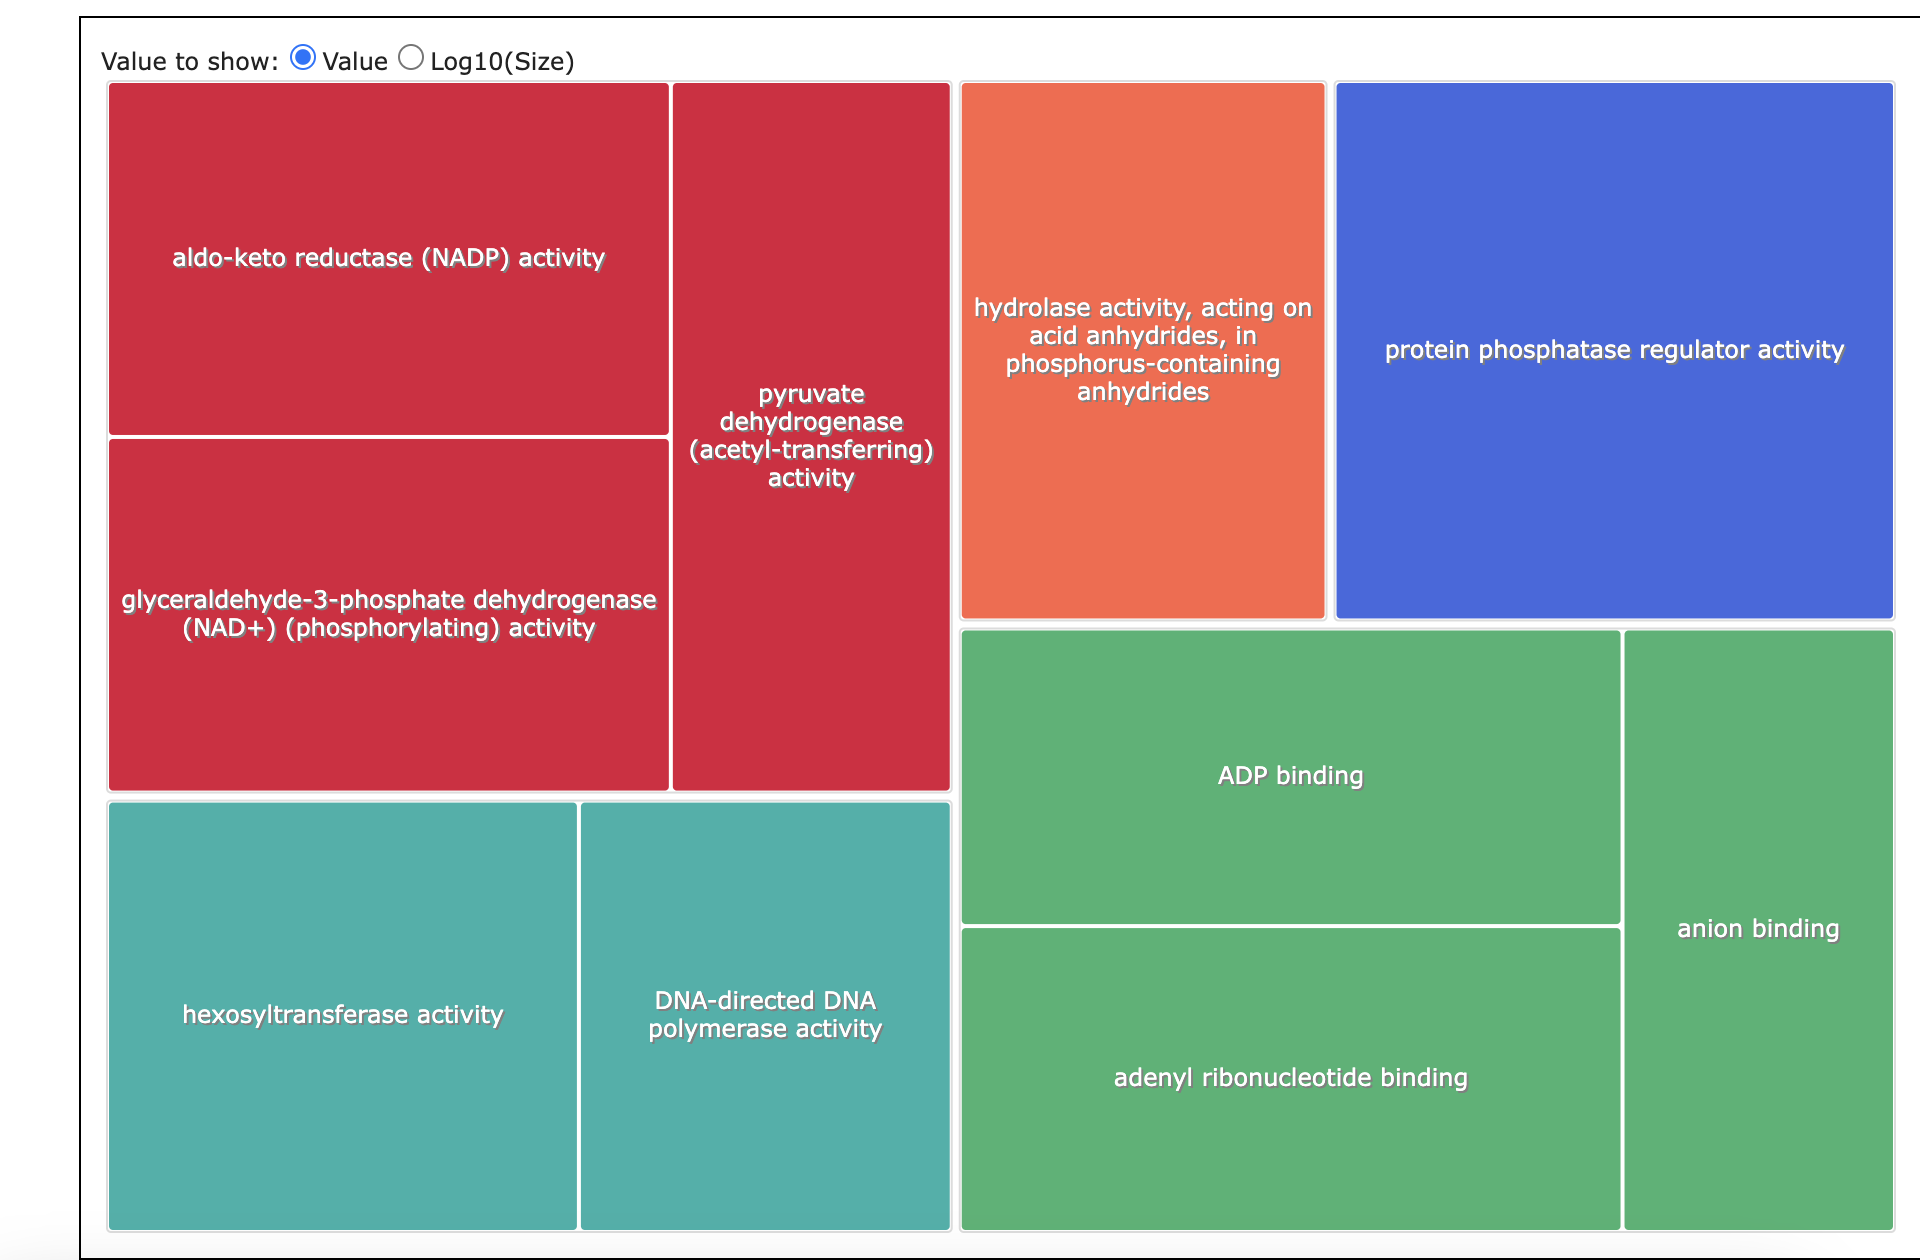 Value to show: Value Log10(Size)
aldo-keto reductase (NADP) activity
glyceraldehyde-3-phosphate dehydrogenase
(NAD+) (phosphorylating) activity
pyruvate
dehydrogenase
(acetyl-transferring)
activity
hydrolase activity, acting on
acid anhydrides, in
phosphorus-containing
anhydrides
protein phosphatase regulator activity
hexosyltransferase activity
DNA-directed DNA
polymerase activity
ADP binding
adenyl ribonucleotide binding
anion binding